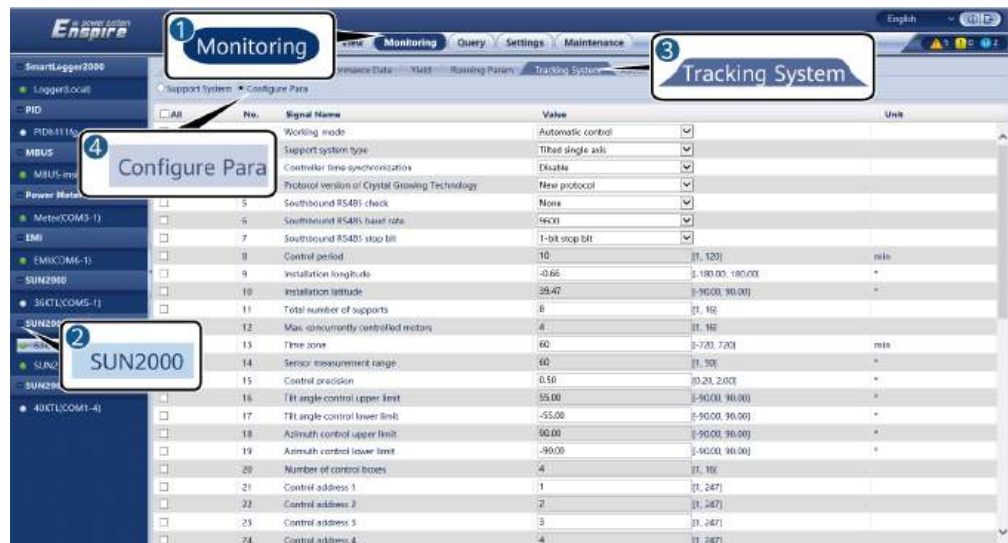 Enspire
English
1 Monitoring
View Monitoring Query Settings Maintenance
3 Tracking System
SmartLogger2000
Logger(Local)
PID
MBUS
Power Meter
Meter(COM3-1)
EMI
EMI(COM6-1)
SUN2000
36KTL(COM5-1)
40KTL(COM1-4)
2 SUN2000
4 Configure Para
Performance Data Yield Running Param Tracking System
Support System Configure Para
All No. Signal Name Value Unit
Working mode Automatic control
Support system type Tilted single axis
Controller time synchronization Disable
Protocol version of Crystal Growing Technology New protocol
5 Southbound RS485 check None
6 Southbound RS485 baud rate 9600
7 Southbound RS485 stop bit 1-bit stop bit
8 Control period 10 [1, 120] min
9 Installation longitude -0.66 [-180.00, 180.00] °
10 Installation latitude 39.47 [-90.00, 90.00] °
11 Total number of supports 8 [1, 16]
12 Max. concurrently controlled motors 4 [1, 16]
13 Time zone 60 [-720, 720] min
14 Sensor measurement range 60 [1, 90] °
15 Control precision 0.50 [0.20, 2.00] °
16 Tilt angle control upper limit 55.00 [-90.00, 90.00] °
17 Tilt angle control lower limit -55.00 [-90.00, 90.00] °
18 Azimuth control upper limit 90.00 [-90.00, 90.00] °
19 Azimuth control lower limit -90.00 [-90.00, 90.00] °
20 Number of control boxes 4 [1, 16]
21 Control address 1 1 [1, 247]
22 Control address 2 2 [1, 247]
23 Control address 3 3 [1, 247]
24 Control address 4 4 [1, 247]